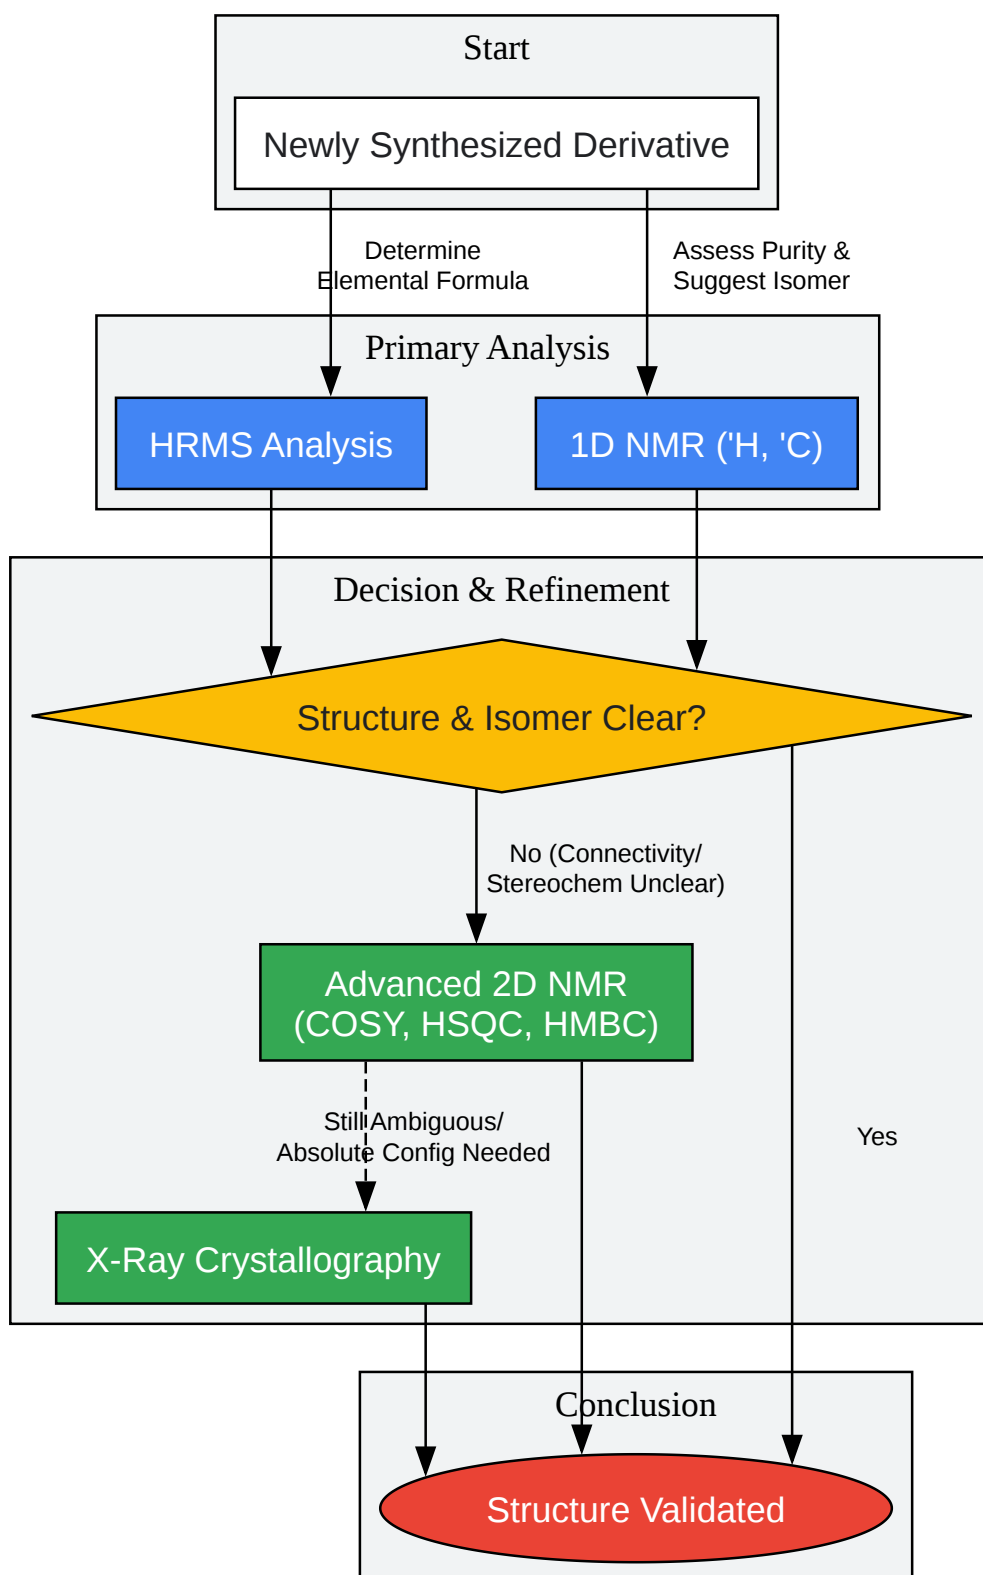 Start
Newly Synthesized Derivative
Determine
Elemental Formula
Assess Purity &
Suggest Isomer
Primary Analysis
HRMS Analysis
1D NMR ('H, 'C)
Decision & Refinement
Structure & Isomer Clear?
No (Connectivity/
Stereochem Unclear)
Advanced 2D NMR
(COSY, HSQC, HMBC)
Still Ambiguous/
Absolute Config Needed
Yes
X-Ray Crystallography
Conclusion
Structure Validated